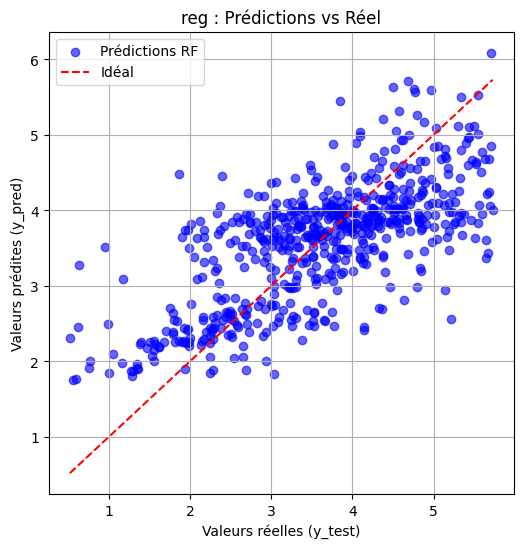 reg : Prédictions vs Réel
Prédictions RF
Idéal
6
5
4
3
2
1
Valeurs prédites (y_pred)
1 2 3 4 5
Valeurs réelles (y_test)